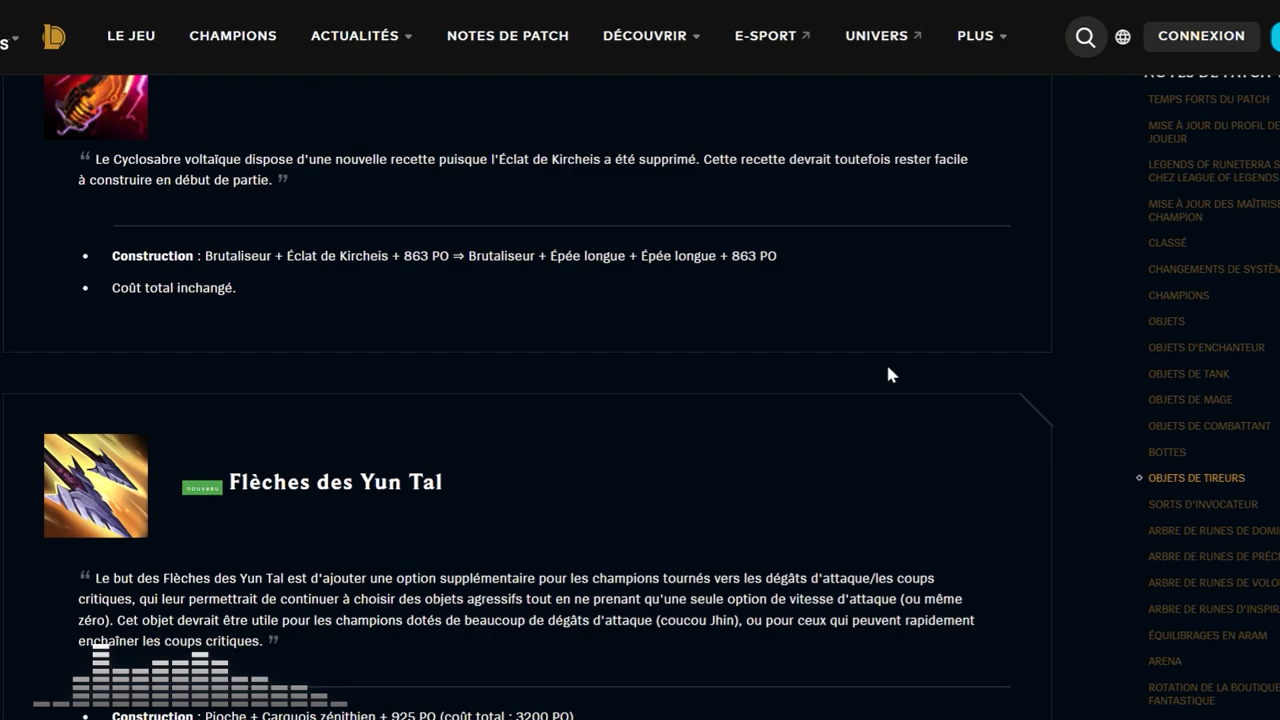 S
LE JEU
CHAMPIONS
ACTUALITÉS
NOTES DE PATCH
DÉCOUVRIR
E-SPORT
UNIVERS
PLUS
CONNEXION
“ Le Cyclosabre voltaïque dispose d'une nouvelle recette puisque l'Éclat de Kircheis a été supprimé. Cette recette devrait toutefois rester facile
à construire en début de partie. ”
• Construction : Brutaliseur + Éclat de Kircheis + 863 PO ⇒ Brutaliseur + Épée longue + Épée longue + 863 PO
• Coût total inchangé.
nouveau Flèches des Yun Tal
“ Le but des Flèches des Yun Tal est d'ajouter une option supplémentaire pour les champions tournés vers les dégâts d'attaque/les coups
critiques, qui leur permettrait de continuer à choisir des objets agressifs tout en ne prenant qu'une seule option de vitesse d'attaque (ou même
zéro). Cet objet devrait être utile pour les champions dotés de beaucoup de dégâts d'attaque (coucou Jhin), ou pour ceux qui peuvent rapidement
enchaîner les coups critiques. ”
• Construction : Pioche + Carquois zénithien + 925 PO (coût total : 3200 PO)
NOTES DE PATCH
TEMPS FORTS DU PATCH
MISE À JOUR DU PROFIL DE
JOUEUR
LEGENDS OF RUNETERRA S
CHEZ LEAGUE OF LEGENDS
MISE À JOUR DES MAÎTRISE
CHAMPION
CLASSÉ
CHANGEMENTS DE SYSTÈ
CHAMPIONS
OBJETS
OBJETS D'ENCHANTEUR
OBJETS DE TANK
OBJETS DE MAGE
OBJETS DE COMBATTANT
BOTTES
OBJETS DE TIREURS
SORTS D'INVOCATEUR
ARBRE DE RUNES DE DOMI
ARBRE DE RUNES DE PRÉC
ARBRE DE RUNES DE VOLO
ARBRE DE RUNES D'INSPIR
ÉQUILIBRAGES EN ARAM
ARENA
ROTATION DE LA BOUTIQUE
FANTASTIQUE